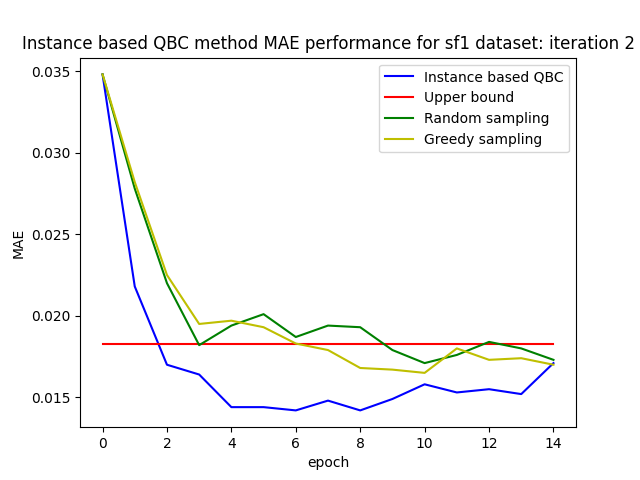 Instance based QBC method MAE performance for sf1 dataset: iteration 2
Instance based QBC
Upper bound
Random sampling
Greedy sampling
MAE
0.035
0.030
0.025
0.020
0.015
0 2 4 6 8 10 12 14
epoch